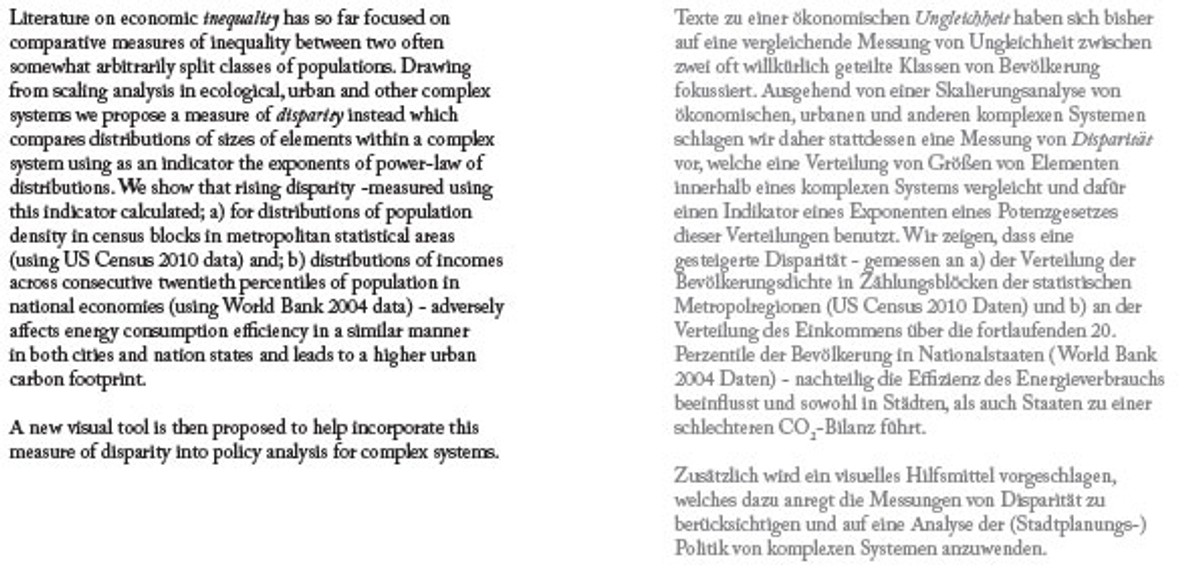 Literature on economic inequality has so far focused on
comparative measures of inequality between two often
somewhat arbitrarily split classes of populations. Drawing
from scaling analysis in ecological, urban and other complex
systems we propose a measure of disparity instead which
compares distributions of sizes of elements within a complex
system using as an indicator the exponents of power-law of
distributions. We show that rising disparity -measured using
this indicator calculated; a) for distributions of population
density in census blocks in metropolitan statistical areas
(using US Census 2010 data) and; b) distributions of incomes
across consecutive twentieth percentiles of population in
national economies (using World Bank 2004 data) - adversely
affects energy consumption efficiency in a similar manner
in both cities and nation states and leads to a higher urban
carbon footprint.
A new visual tool is then proposed to help incorporate this
measure of disparity into policy analysis for complex systems.
Texte zu einer ökonomischen Ungleichheit haben sich bisher
auf eine vergleichende Messung von Ungleichheit zwischen
zwei oft willkürlich geteilte Klassen von Bevölkerung
fokussiert. Ausgehend von einer Skalierungsanalyse von
ökonomischen, urbanen und anderen komplexen Systemen
schlagen wir daher stattdessen eine Messung von Disparität
vor, welche eine Verteilung von Größen von Elementen
innerhalb eines komplexen Systems vergleicht und dafür
einen Indikator eines Exponenten eines Potenzgesetzes
dieser Verteilungen benutzt. Wir zeigen, dass eine
gesteigerte Disparität - gemessen an a) der Verteilung der
Bevölkerungsdichte in Zählungsblöcken der statistischen
Metropolregionen (US Census 2010 Daten) und b) an der
Verteilung des Einkommens über die fortlaufenden 20.
Perzentile der Bevölkerung in Nationalstaaten (World Bank
2004 Daten) - nachteilig die Effizienz des Energieverbrauchs
beeinflusst und sowohl in Städten, als auch Staaten zu einer
schlechteren CO₂-Bilanz führt.
Zusätzlich wird ein visuelles Hilfsmittel vorgeschlagen,
welches dazu anregt die Messungen von Disparität zu
berücksichtigen und auf eine Analyse der (Stadtplanungs-)
Politik von komplexen Systemen anzuwenden.